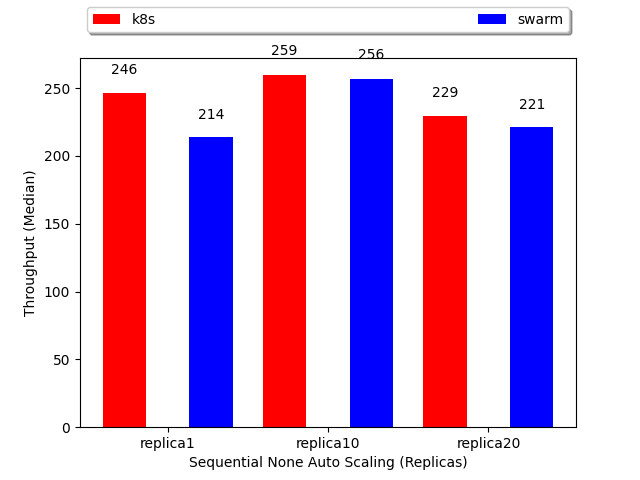 k8s swarm
259 256
246
229
221
214
250
200
150
100
50
0
Throughput (Median)
replica1 replica10 replica20
Sequential None Auto Scaling (Replicas)